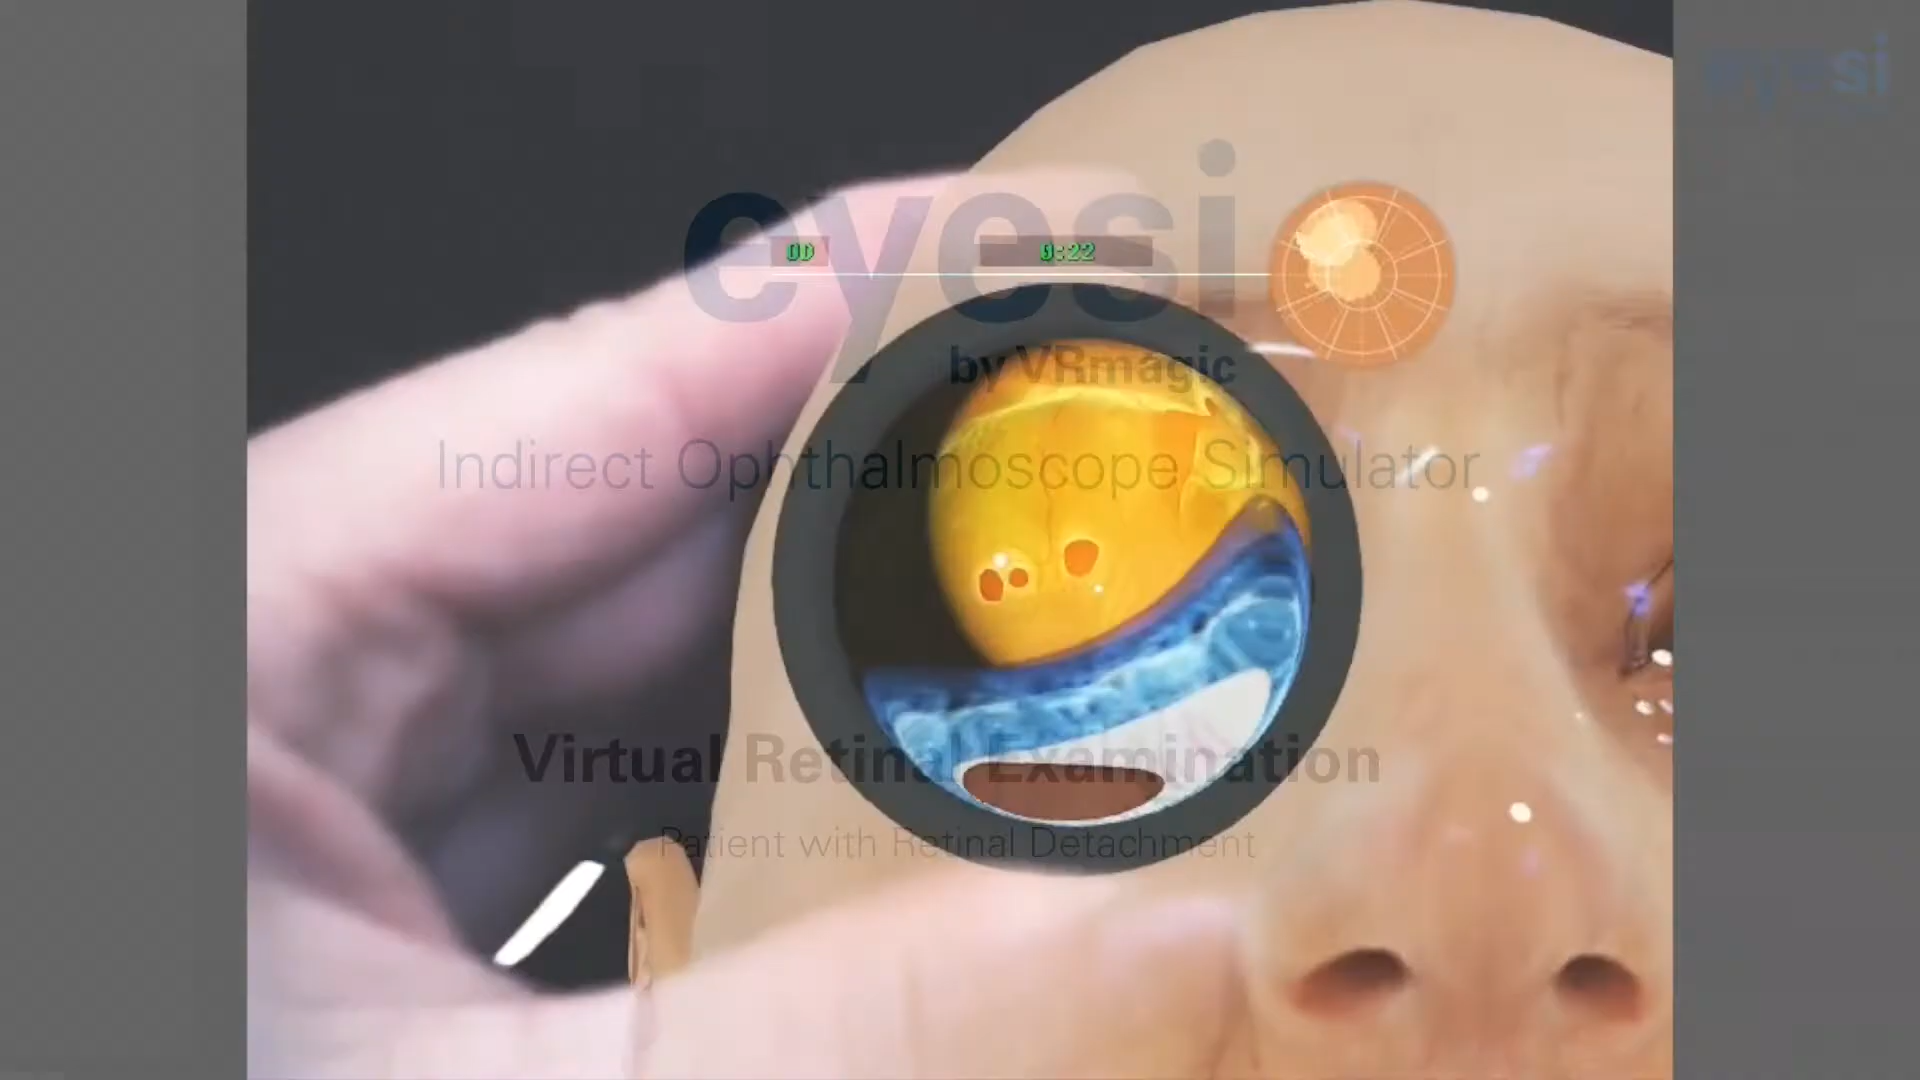 eyesi
eyesi
OD
0:22
by VRmagic
Indirect Ophthalmoscope Simulator
Virtual Retinal Examination
Patient with Retinal Detachment